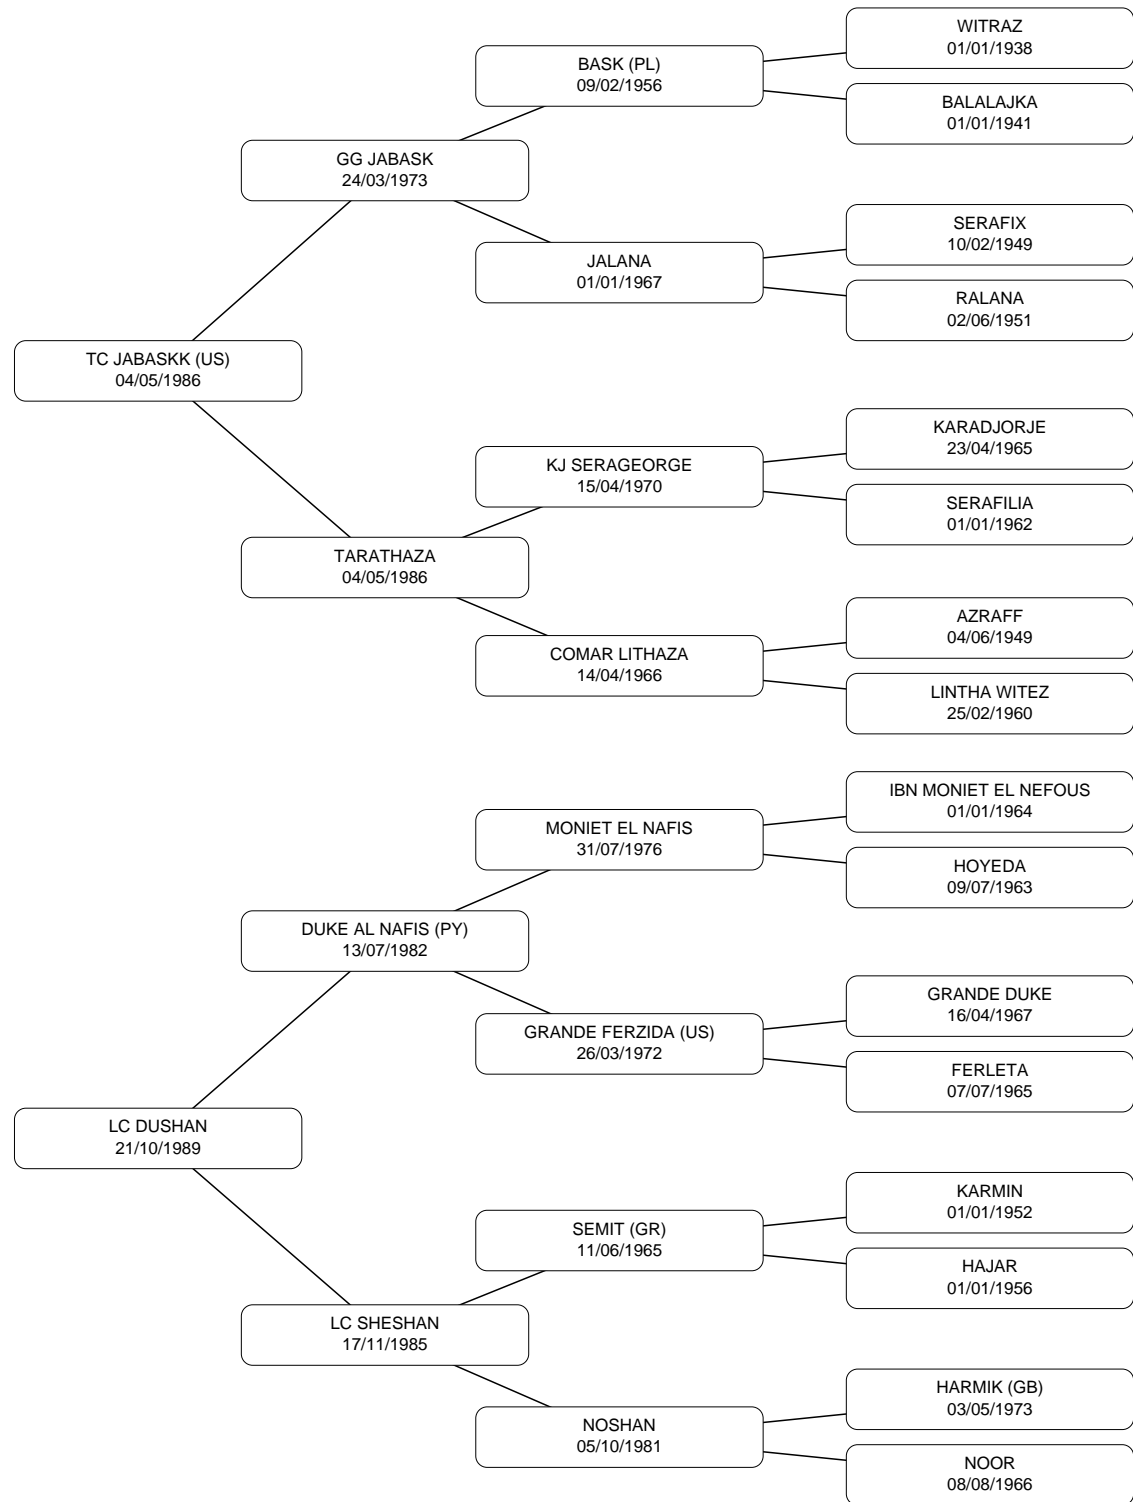 WITRAZ
01/01/1938
BASK (PL)
09/02/1956
BALALAJKA
01/01/1941
GG JABASK
24/03/1973
SERAFIX
10/02/1949
JALANA
01/01/1967
RALANA
02/06/1951
TC JABASKK (US)
04/05/1986
KARADJORJE
23/04/1965
KJ SERAGEORGE
15/04/1970
SERAFILIA
01/01/1962
TARATHAZA
04/05/1986
AZRAFF
04/06/1949
COMAR LITHAZA
14/04/1966
LINTHA WITEZ
25/02/1960
IBN MONIET EL NEFOUS
01/01/1964
MONIET EL NAFIS
31/07/1976
HOYEDA
09/07/1963
DUKE AL NAFIS (PY)
13/07/1982
GRANDE DUKE
16/04/1967
GRANDE FERZIDA (US)
26/03/1972
FERLETA
07/07/1965
LC DUSHAN
21/10/1989
KARMIN
01/01/1952
SEMIT (GR)
11/06/1965
HAJAR
01/01/1956
LC SHESHAN
17/11/1985
HARMIK (GB)
03/05/1973
NOSHAN
05/10/1981
NOOR
08/08/1966